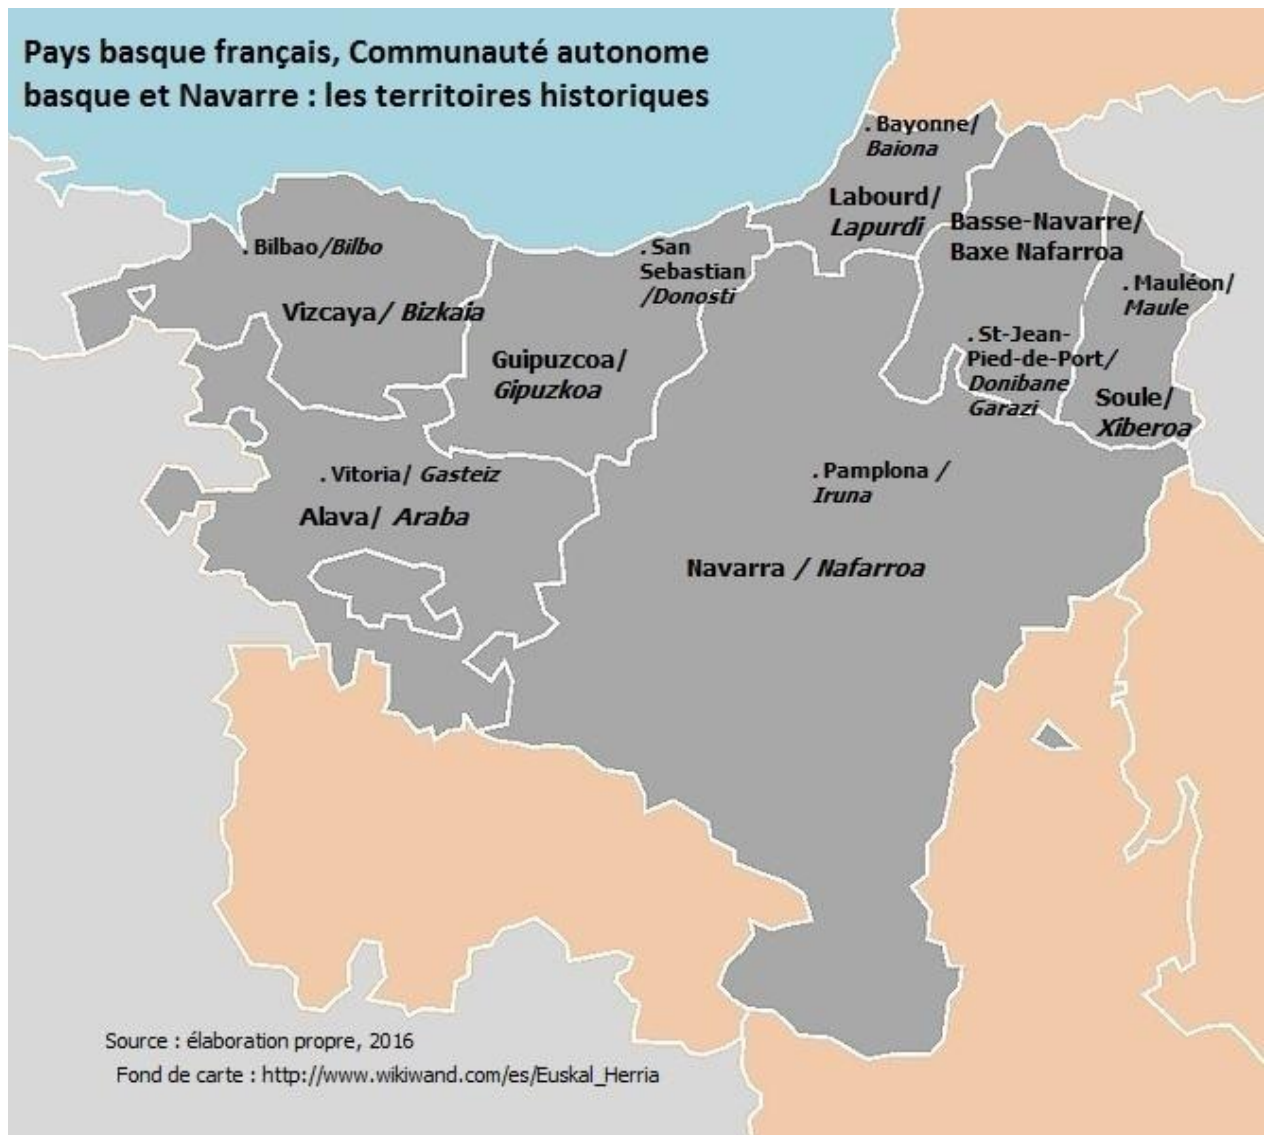 Pays basque français, Communauté autonome
basque et Navarre : les territoires historiques
. Bayonne/
Baiona
Labourd/
Lapurdi
Basse-Navarre/
Baxe Nafarroa
. Bilbao/Bilbo
. San
Sebastian
/Donosti
. Mauléon/
Maule
Vizcaya/ Bizkaia
Guipuzcoa/
Gipuzkoa
. St-Jean-
Pied-de-Port/
Donibane
Garazi
Soule/
Xiberoa
. Vitoria/ Gasteiz
Alava/ Araba
. Pamplona /
Iruna
Navarra / Nafarroa
Source : élaboration propre, 2016
Fond de carte : http://www.wikiwand.com/es/Euskal_Herria